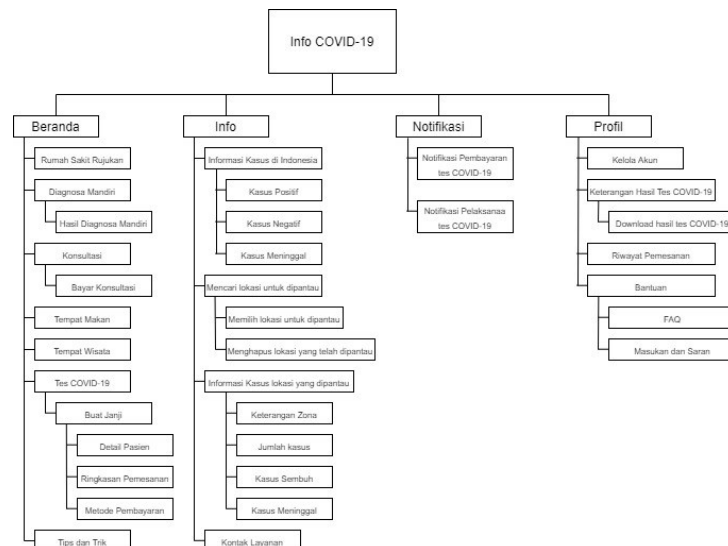 Info COVID-19
Beranda
Rumah Sakit Rujukan
Diagnosa Mandiri
Hasil Diagnosa Mandiri
Konsultasi
Bayar Konsultasi
Tempat Makan
Tempat Wisata
Tes COVID-19
Buat Janji
Detail Pasien
Ringkasan Pemesanan
Metode Pembayaran
Tips dan Trik
Info
Informasi Kasus di Indonesia
Kasus Positif
Kasus Negatif
Kasus Meninggal
Mencari lokasi untuk dipantau
Memilih lokasi untuk dipantau
Menghapus lokasi yang telah dipantau
Informasi Kasus lokasi yang dipantau
Keterangan Zona
Jumlah kasus
Kasus Sembuh
Kasus Meninggal
Kontak Layanan
Notifikasi
Notifikasi Pembayaran
tes COVID-19
Notifikasi Pelaksanaa
tes COVID-19
Profil
Kelola Akun
Keterangan Hasil Tes COVID-19
Download hasil tes COVID-19
Riwayat Pemesanan
Bantuan
FAQ
Masukan dan Saran